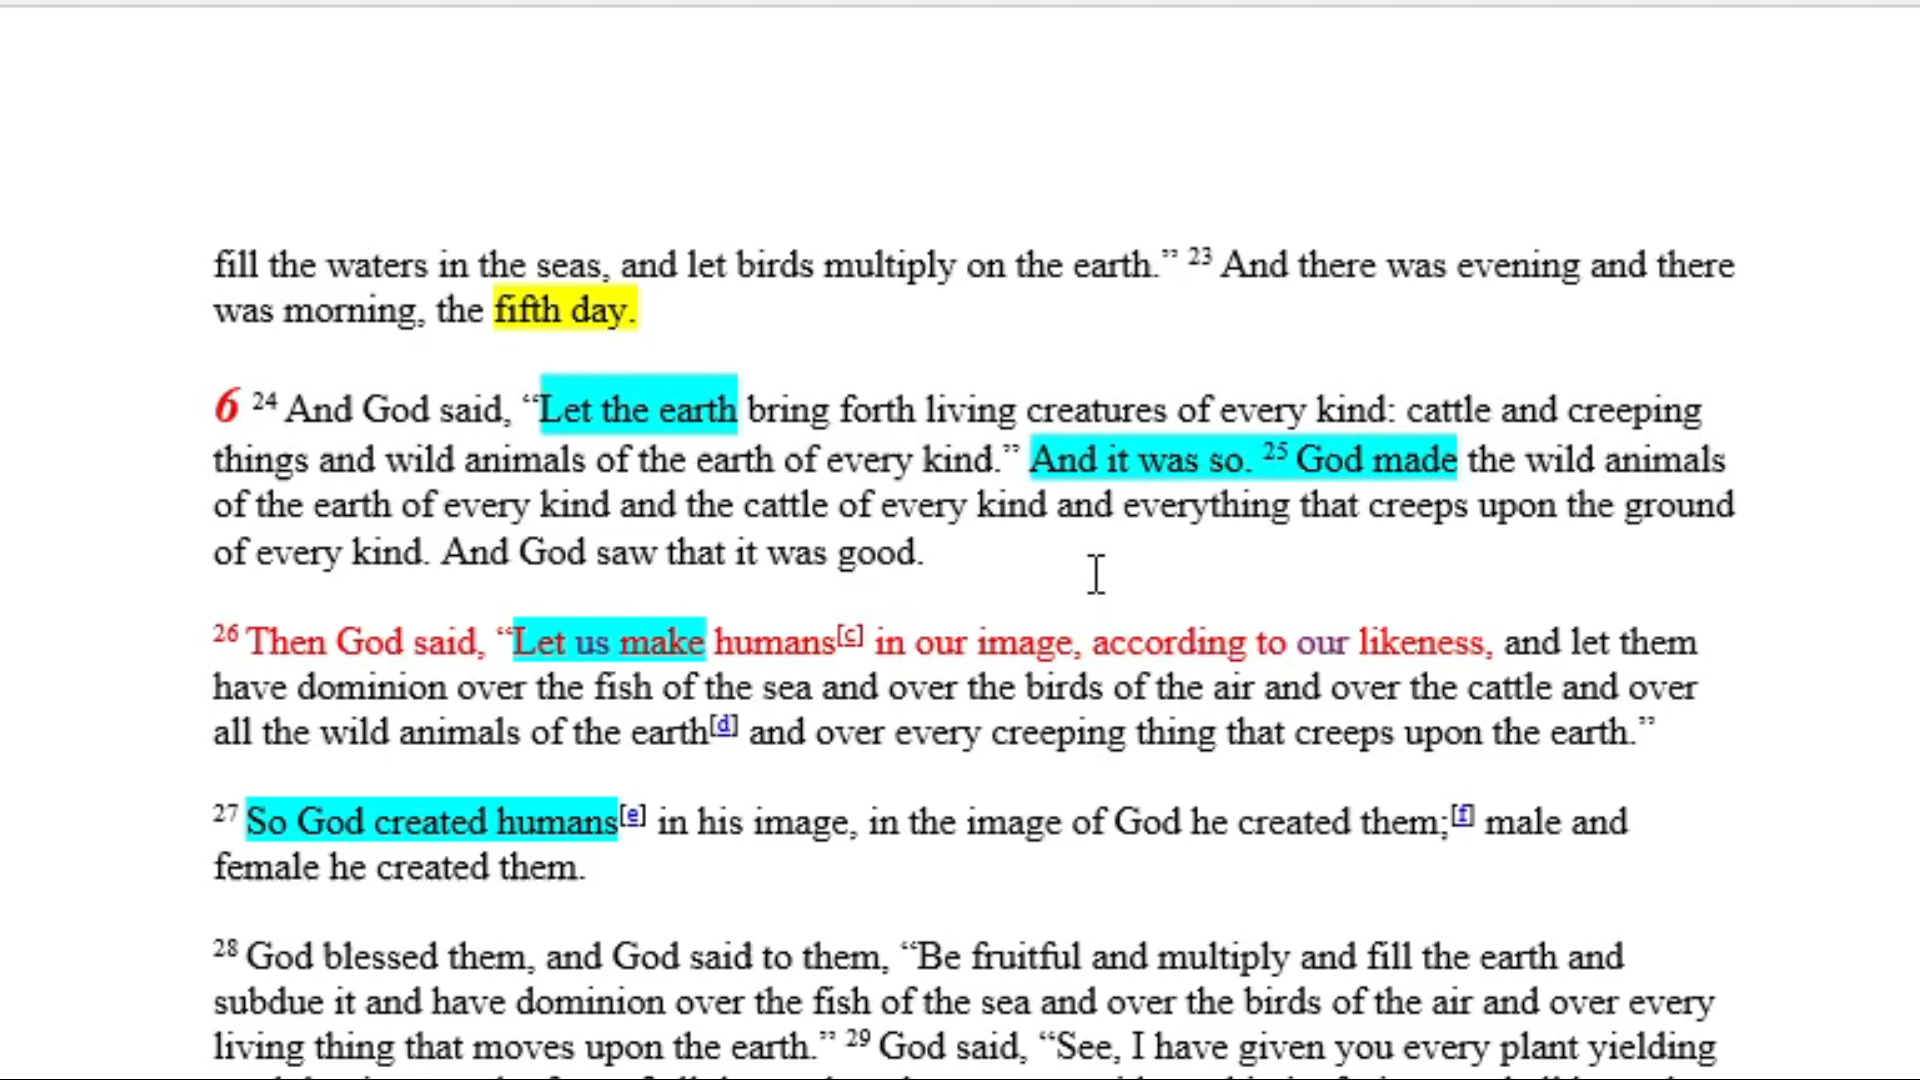 fill the waters in the seas, and let birds multiply on the earth.” 23 And there was evening and there
was morning, the fifth day.
6 24 And God said, “Let the earth bring forth living creatures of every kind: cattle and creeping
things and wild animals of the earth of every kind.” And it was so. 25 God made the wild animals
of the earth of every kind and the cattle of every kind and everything that creeps upon the ground
of every kind. And God saw that it was good.
26 Then God said, “Let us make humans[c] in our image, according to our likeness, and let them
have dominion over the fish of the sea and over the birds of the air and over the cattle and over
all the wild animals of the earth[d] and over every creeping thing that creeps upon the earth.”
27 So God created humans[e] in his image, in the image of God he created them;[f] male and
female he created them.
28 God blessed them, and God said to them, “Be fruitful and multiply and fill the earth and
subdue it and have dominion over the fish of the sea and over the birds of the air and over every
living thing that moves upon the earth.” 29 God said, “See, I have given you every plant yielding